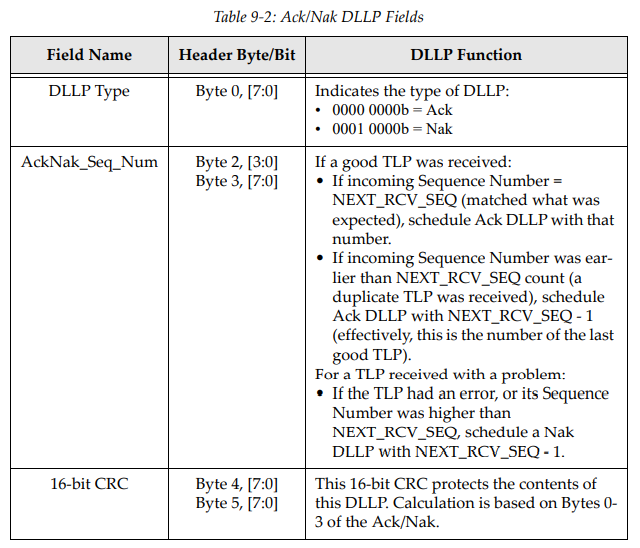 Table 9-2: Ack/Nak DLLP Fields
Field Name Header Byte/Bit DLLP Function
DLLP Type Byte 0, [7:0] Indicates the type of DLLP:
• 0000 0000b = Ack
• 0001 0000b = Nak
AckNak_Seq_Num Byte 2, [3:0] If a good TLP was received:
Byte 3, [7:0] • If incoming Sequence Number =
NEXT_RCV_SEQ (matched what was
expected), schedule Ack DLLP with that
number.
• If incoming Sequence Number was ear-
lier than NEXT_RCV_SEQ count (a
duplicate TLP was received), schedule
Ack DLLP with NEXT_RCV_SEQ - 1
(effectively, this is the number of the last
good TLP).
For a TLP received with a problem:
• If the TLP had an error, or its Sequence
Number was higher than
NEXT_RCV_SEQ, schedule a Nak
DLLP with NEXT_RCV_SEQ - 1.
16-bit CRC Byte 4, [7:0] This 16-bit CRC protects the contents of
Byte 5, [7:0] this DLLP. Calculation is based on Bytes 0-
3 of the Ack/Nak.